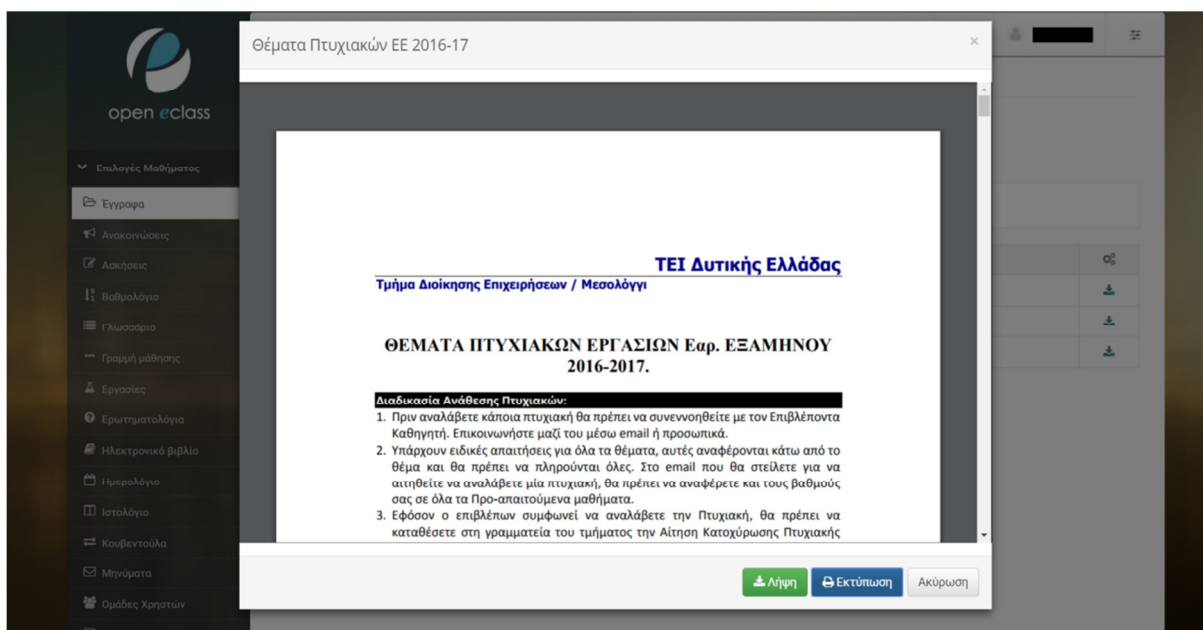 Θέματα Πτυχιακών ΕΕ 2016-17
×
open eclass
Επιλογές Μαθήματος
Έγγραφα
Ανακοινώσεις
Ασκήσεις
Βαθμολόγιο
Γλωσσάριο
Γραμμή μάθησης
Εργασίες
Ερωτηματολόγια
Ηλεκτρονικό βιβλίο
Ημερολόγιο
Ιστολόγιο
Κουβεντούλα
Μηνύματα
Ομάδες Χρηστών
ΤΕΙ Δυτικής Ελλάδας
Τμήμα Διοίκησης Επιχειρήσεων / Μεσολόγγι
ΘΕΜΑΤΑ ΠΤΥΧΙΑΚΩΝ ΕΡΓΑΣΙΩΝ Εαρ. ΕΞΑΜΗΝΟΥ
2016-2017.
Διαδικασία Ανάθεσης Πτυχιακών:
1. Πριν αναλάβετε κάποια πτυχιακή θα πρέπει να συνεννοηθείτε με τον Επιβλέποντα
Καθηγητή. Επικοινωνήστε μαζί του μέσω email ή προσωπικά.
2. Υπάρχουν ειδικές απαιτήσεις για όλα τα θέματα, αυτές αναφέρονται κάτω από το
θέμα και θα πρέπει να πληρούνται όλες. Στο email που θα στείλετε για να
αιτηθείτε να αναλάβετε μία πτυχιακή, θα πρέπει να αναφέρετε και τους βαθμούς
σας σε όλα τα Προ-απαιτούμενα μαθήματα.
3. Εφόσον ο επιβλέπων συμφωνεί να αναλάβετε την Πτυχιακή, θα πρέπει να
καταθέσετε στη γραμματεία του τμήματος την Αίτηση Κατοχύρωσης Πτυχιακής
Λήψη
Εκτύπωση
Ακύρωση